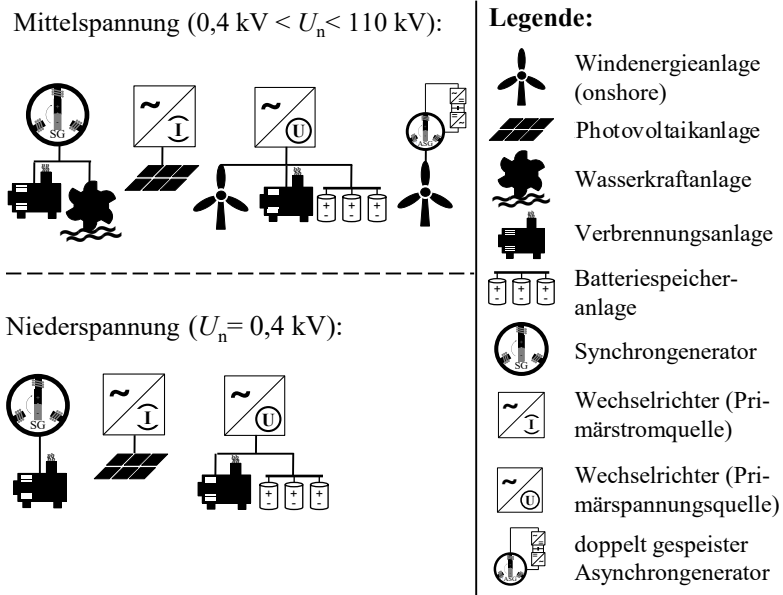 Mittelspannung (0,4 kV < Un < 110 kV):
SG
~
I
~
U
ASG
+ + +
- - -
Niederspannung (Un = 0,4 kV):
SG
~
I
~
U
+ + +
- - -
Legende:
Windenergieanlage
(onshore)
Photovoltaikanlage
Wasserkraftanlage
Verbrennungsanlage
+ + +
- - -
Batteriespeicher-
anlage
SG
Synchrongenerator
~
I
Wechselrichter (Pri-
märstromquelle)
~
U
Wechselrichter (Pri-
märspannungsquelle)
ASG
doppelt gespeister
Asynchrongenerator